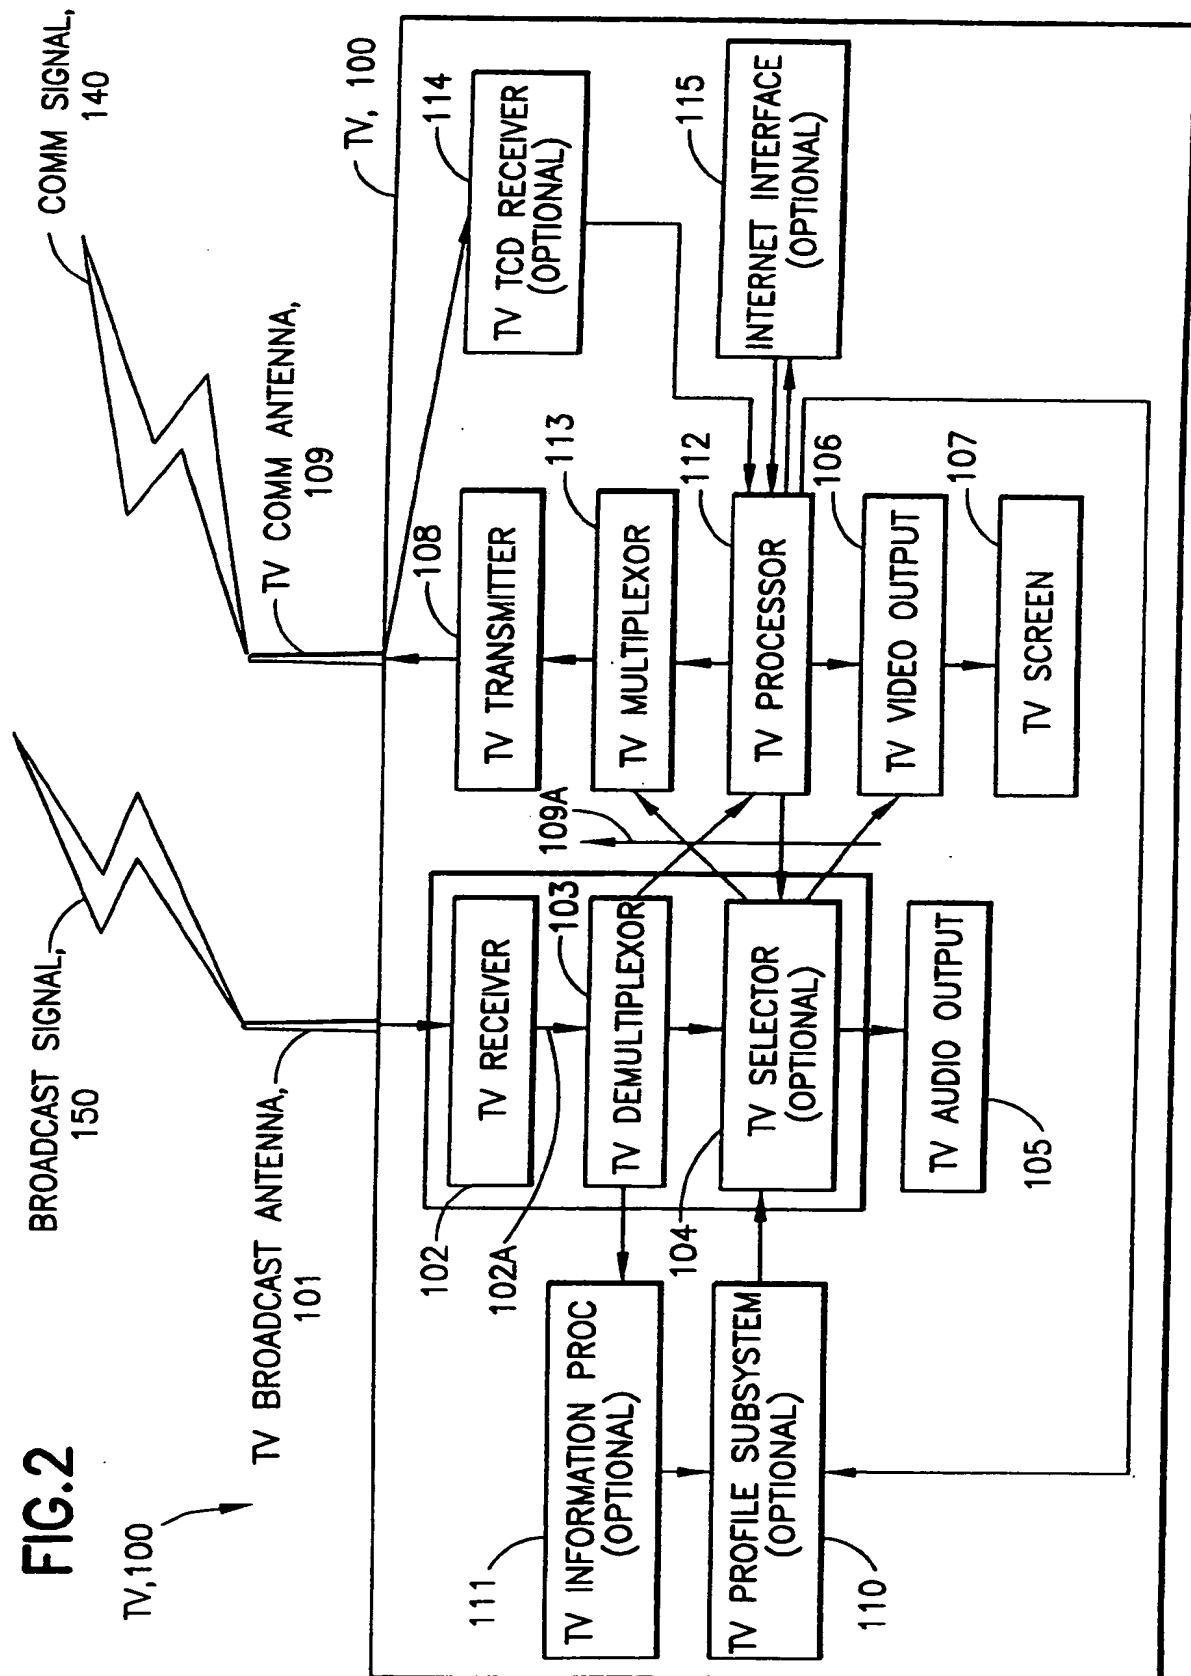 FIG.2
TV,100
BROADCAST SIGNAL,
150
COMM SIGNAL,
140
TV BROADCAST ANTENNA,
101
TV COMM ANTENNA,
109
TV, 100
102
TV RECEIVER
108
TV TRANSMITTER
114
TV TCD RECEIVER
(OPTIONAL)
102A
111
TV INFORMATION PROC
(OPTIONAL)
103
TV DEMULTIPLEXOR
109A
113
TV MULTIPLEXOR
110
TV PROFILE SUBSYSTEM
(OPTIONAL)
104
TV SELECTOR
(OPTIONAL)
112
TV PROCESSOR
115
INTERNET INTERFACE
(OPTIONAL)
106
TV VIDEO OUTPUT
TV AUDIO OUTPUT
105
107
TV SCREEN